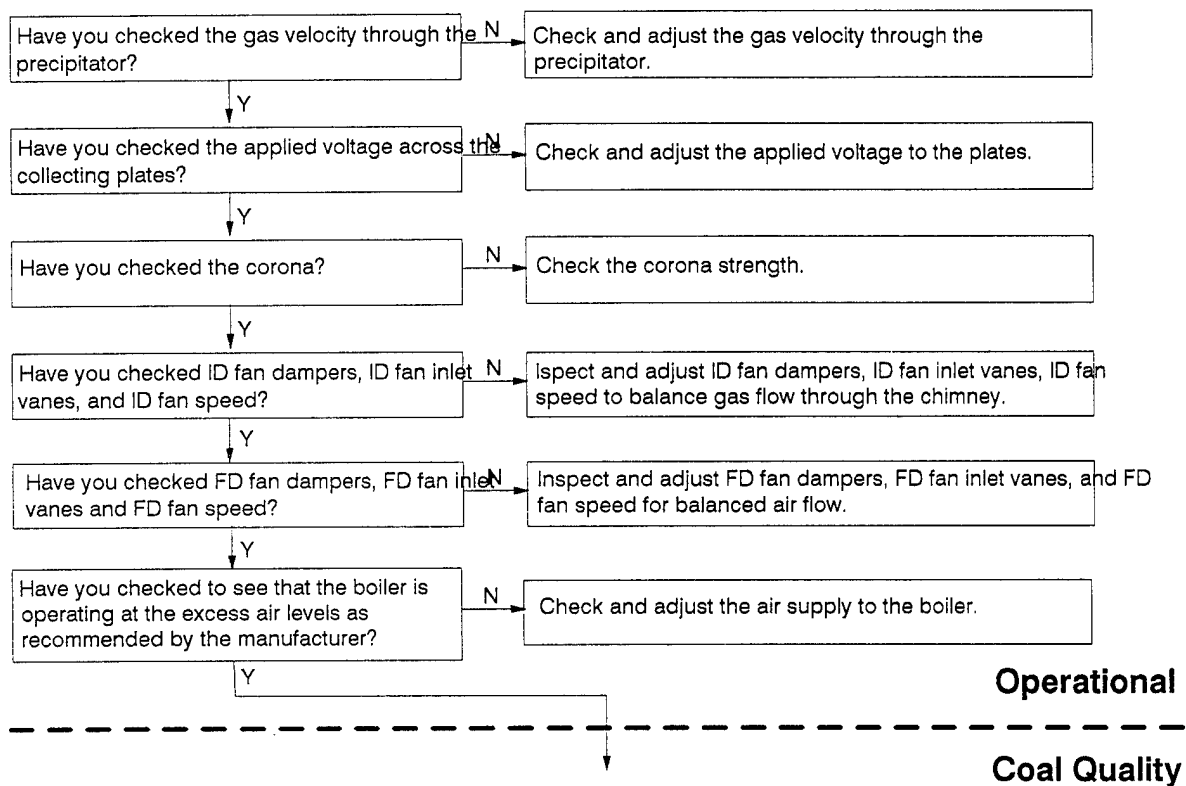 Have you checked the gas velocity through the
precipitator?
N
Check and adjust the gas velocity through the
precipitator.
Y
Have you checked the applied voltage across the
collecting plates?
N
Check and adjust the applied voltage to the plates.
Y
Have you checked the corona?
N
Check the corona strength.
Y
Have you checked ID fan dampers, ID fan inlet
vanes, and ID fan speed?
N
Ispect and adjust ID fan dampers, ID fan inlet vanes, ID fan
speed to balance gas flow through the chimney.
Y
Have you checked FD fan dampers, FD fan inlet
vanes and FD fan speed?
N
Inspect and adjust FD fan dampers, FD fan inlet vanes, and FD
fan speed for balanced air flow.
Y
Have you checked to see that the boiler is
operating at the excess air levels as
recommended by the manufacturer?
N
Check and adjust the air supply to the boiler.
Y
Operational
Coal Quality